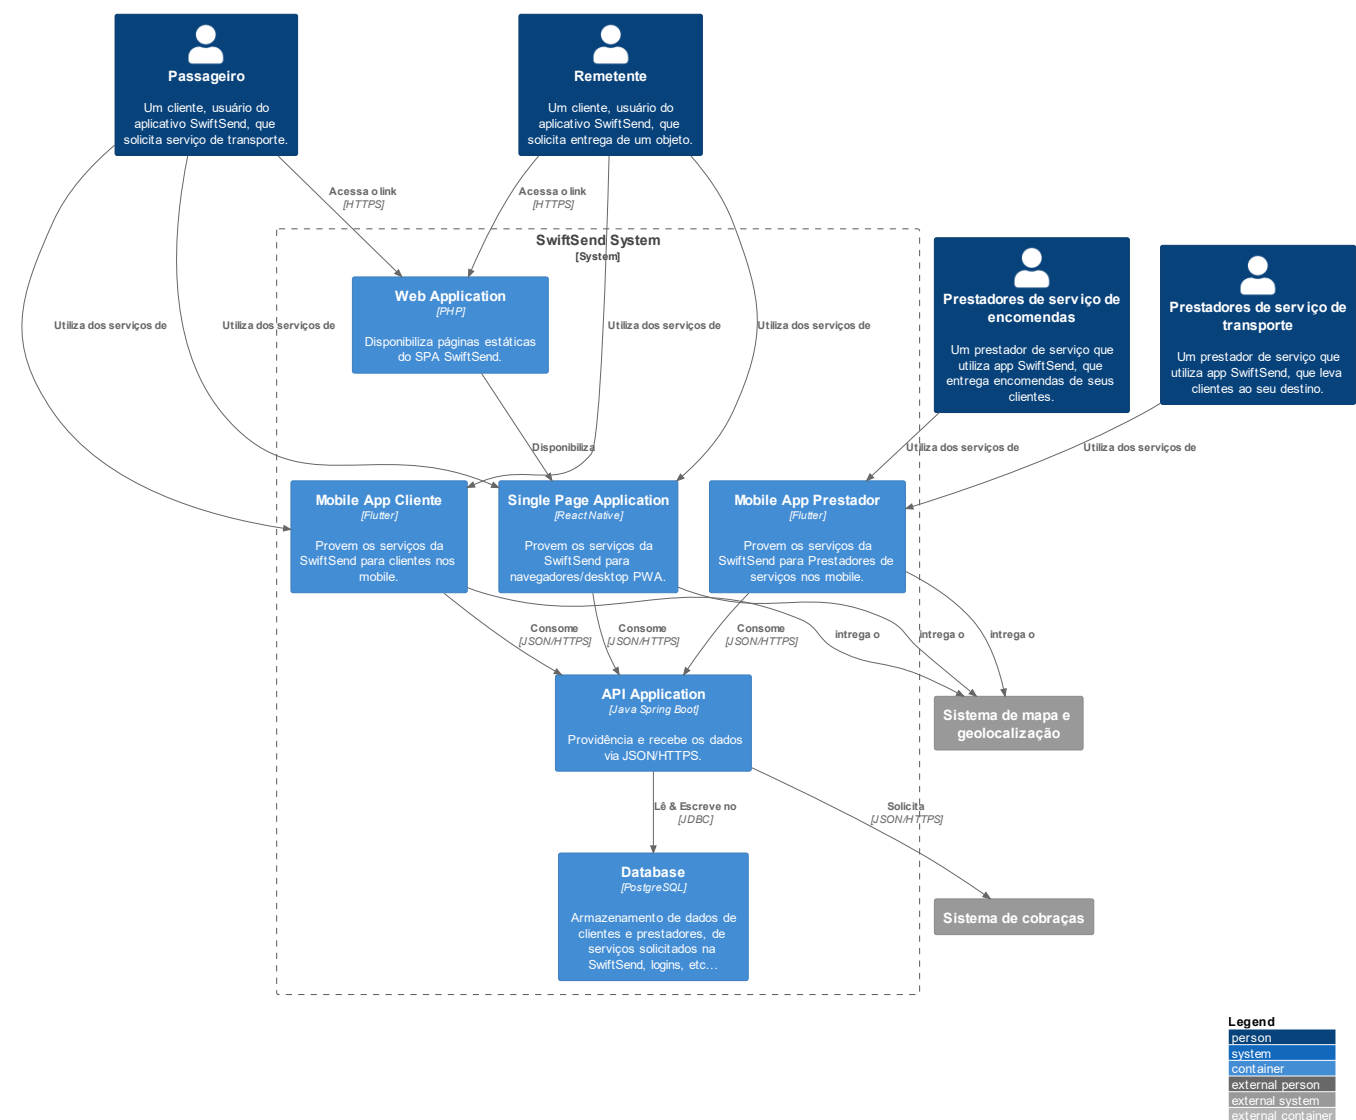 Passageiro
Um cliente, usuário do
aplicativo SwiftSend, que
solicita serviço de transporte.
Remetente
Um cliente, usuário do
aplicativo SwiftSend, que
solicita entrega de um objeto.
Acessa o link
[HTTPS]
Acessa o link
[HTTPS]
SwiftSend System
[System]
Web Application
[PHP]
Disponibiliza páginas estáticas
do SPA SwiftSend.
Prestadores de serviço de
encomendas
Um prestador de serviço que
utiliza app SwiftSend, que
entrega encomendas de seus
clientes.
Prestadores de serviço de
transporte
Um prestador de serviço que
utiliza app SwiftSend, que leva
clientes ao seu destino.
Utiliza dos serviços de
Utiliza dos serviços de
Utiliza dos serviços de
Utiliza dos serviços de
Disponibiliza
Utiliza dos serviços de
Utiliza dos serviços de
Mobile App Cliente
[Flutter]
Provem os serviços da
SwiftSend para clientes nos
mobile.
Single Page Application
[React Native]
Provem os serviços da
SwiftSend para
navegadores/desktop PWA.
Mobile App Prestador
[Flutter]
Provem os serviços da
SwiftSend para Prestadores de
serviços nos mobile.
Consome
[JSON/HTTPS]
Consome
[JSON/HTTPS]
Consome
[JSON/HTTPS]
intrega o
intrega o
intrega o
API Application
[Java Spring Boot]
Providência e recebe os dados
via JSON/HTTPS.
Sistema de mapa e
geolocalização
Lê & Escreve no
[JDBC]
Solicita
[JSON/HTTPS]
Database
[PostgreSQL]
Armazenamento de dados de
clientes e prestadores, de
serviços solicitados na
SwiftSend, logins, etc...
Sistema de cobraças
Legend
person
system
container
external person
external system
external container